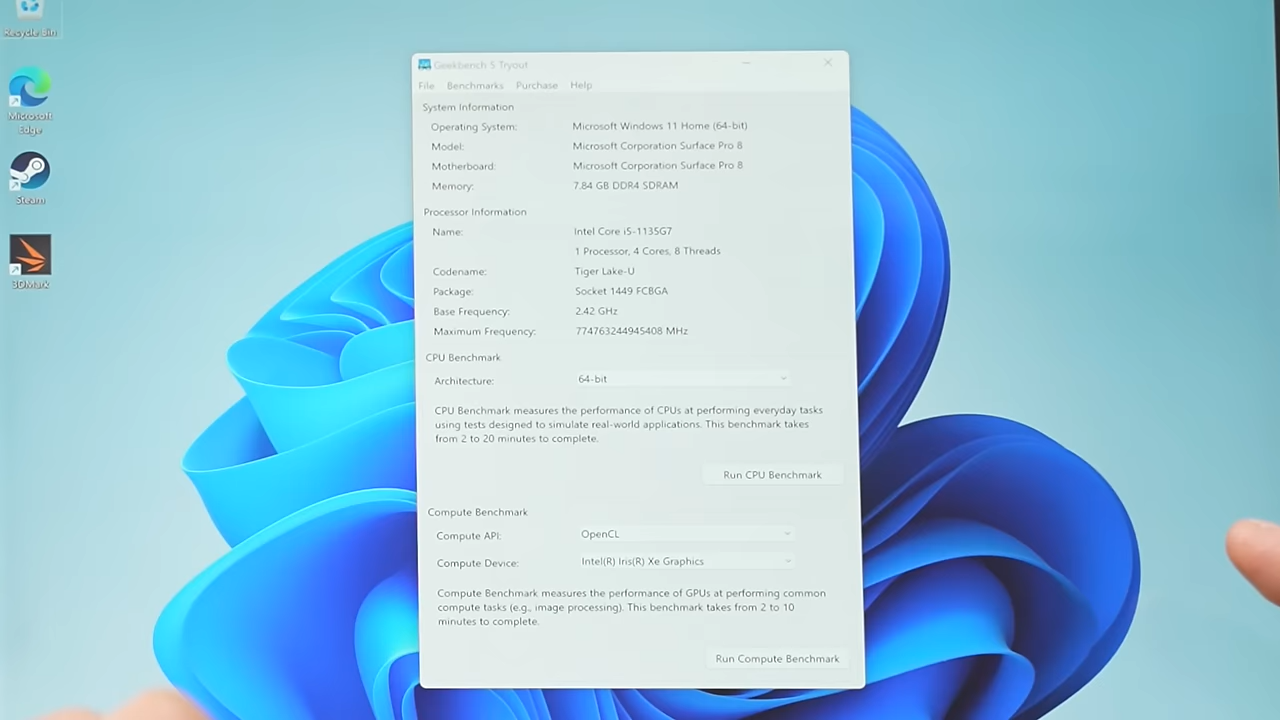 Recycle Bin
Microsoft
Edge
Steam
3DMark
Geekbench 5 Tryout
File Benchmarks Purchase Help
System Information
Operating System: Microsoft Windows 11 Home (64-bit)
Model: Microsoft Corporation Surface Pro 8
Motherboard: Microsoft Corporation Surface Pro 8
Memory: 7.84 GB DDR4 SDRAM
Processor Information
Name: Intel Core i5-1135G7
1 Processor, 4 Cores, 8 Threads
Codename: Tiger Lake-U
Package: Socket 1449 FCBGA
Base Frequency: 2.42 GHz
Maximum Frequency: 774763244945408 MHz
CPU Benchmark
Architecture: 64-bit
CPU Benchmark measures the performance of CPUs at performing everyday tasks
using tests designed to simulate real-world applications. This benchmark takes
from 2 to 20 minutes to complete.
Run CPU Benchmark
Compute Benchmark
Compute API: OpenCL
Compute Device: Intel(R) Iris(R) Xe Graphics
Compute Benchmark measures the performance of GPUs at performing common
compute tasks (e.g., image processing). This benchmark takes from 2 to 10
minutes to complete.
Run Compute Benchmark